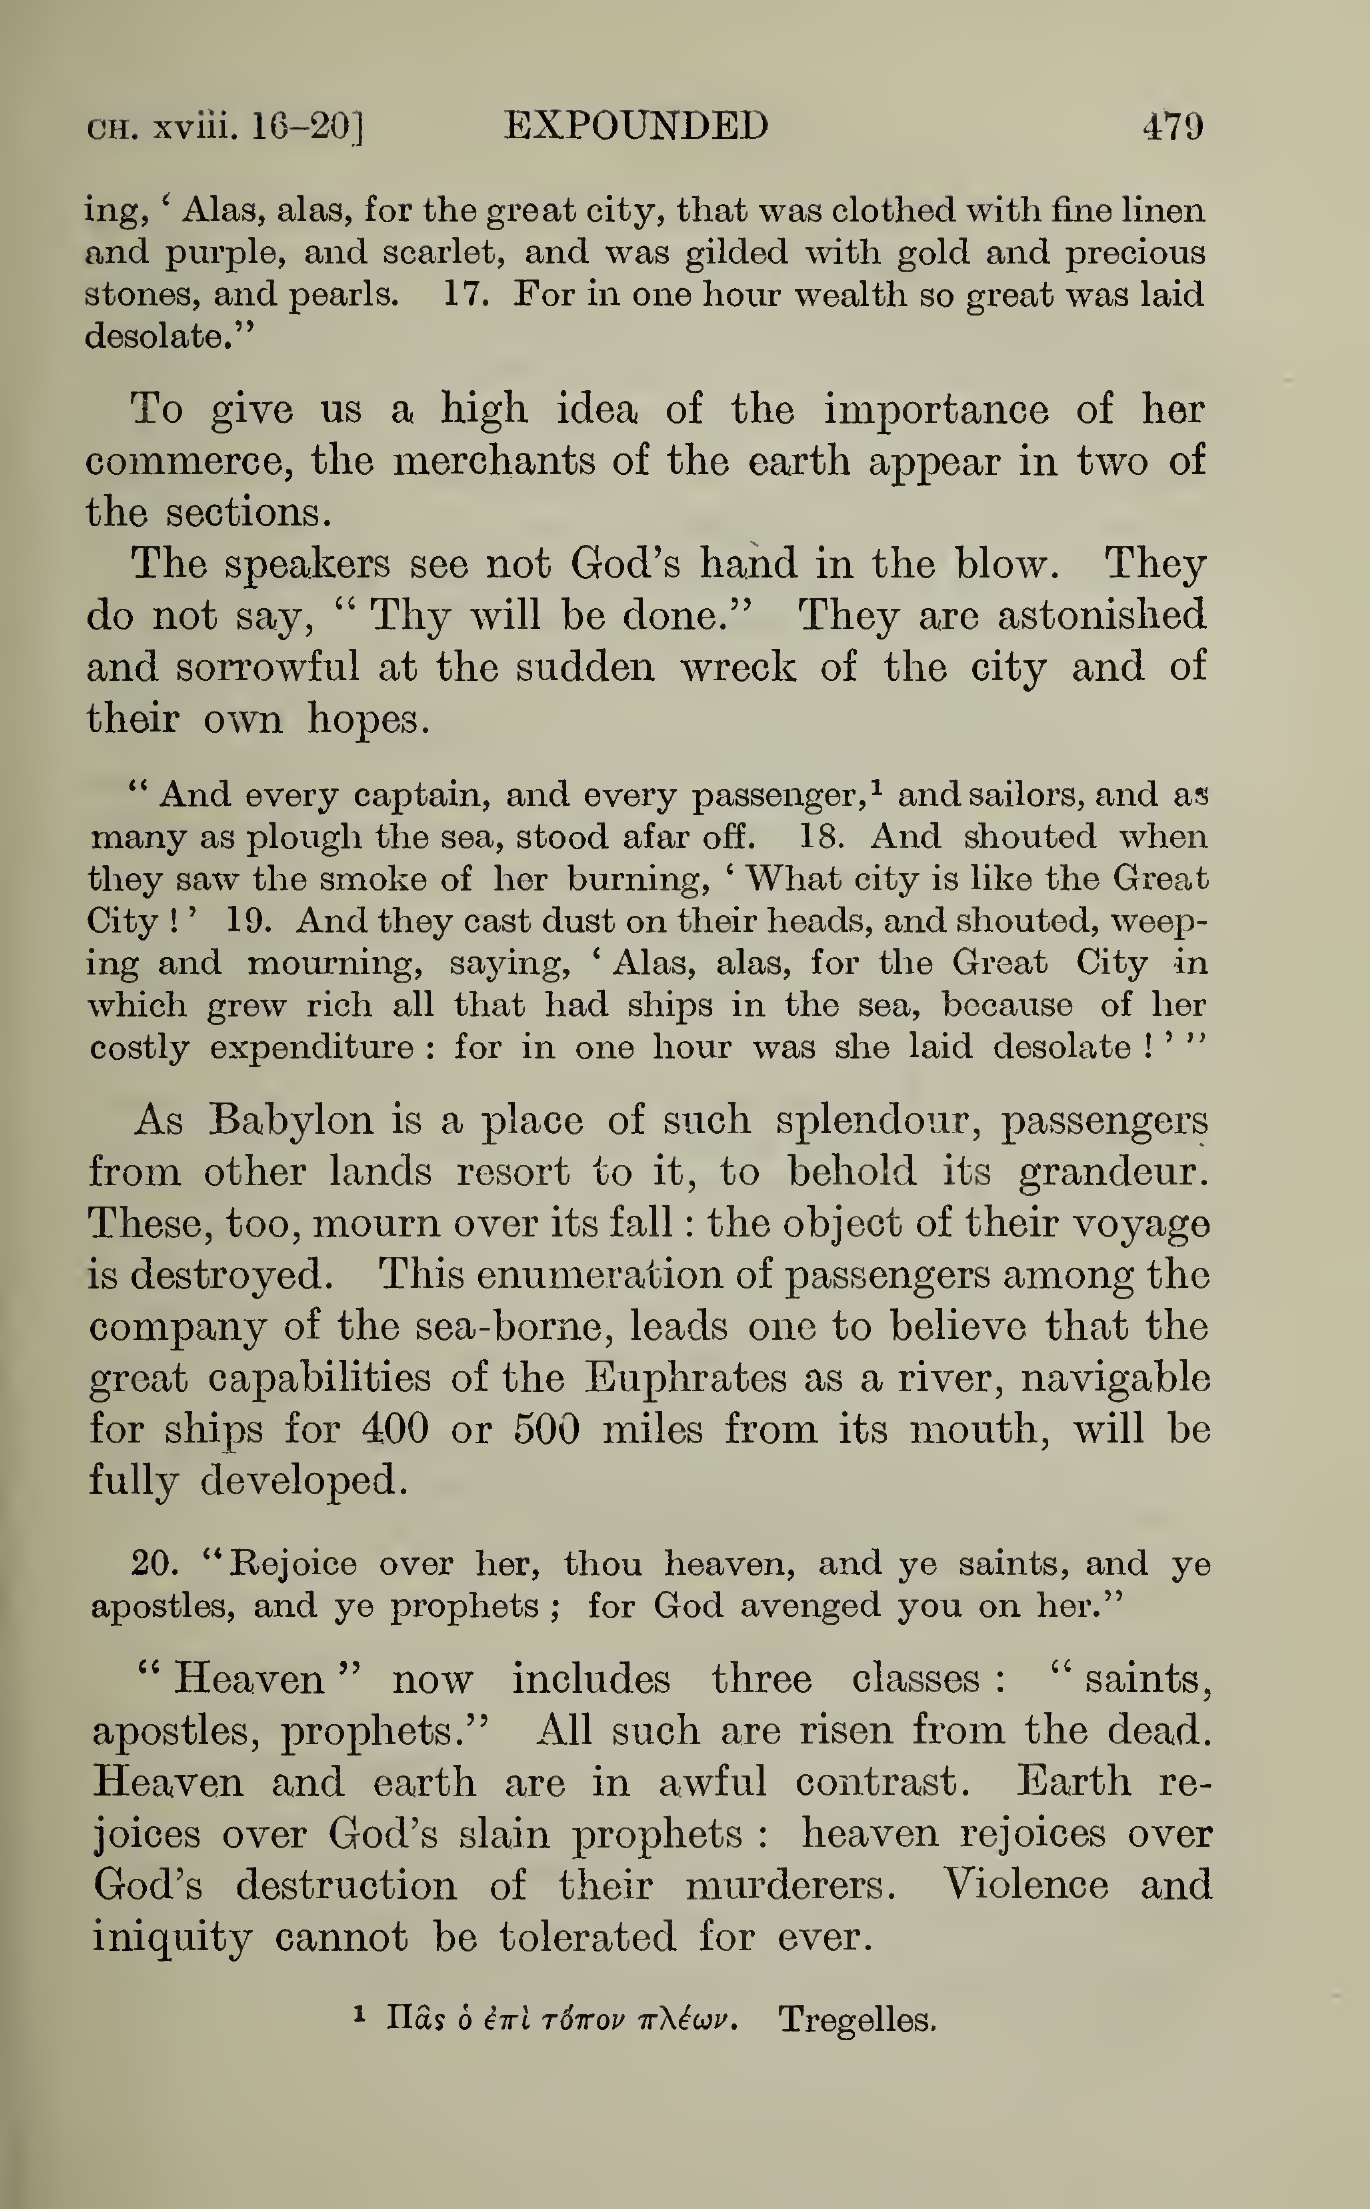 CH. xviii. 16–20] EXPOUNDED 479
ing, ‘ Alas, alas, for the great city, that was clothed with fine linen
and purple, and scarlet, and was gilded with gold and precious
stones, and pearls. 17. For in one hour wealth so great was laid
desolate.”
To give us a high idea of the importance of her
commerce, the merchants of the earth appear in two of
the sections.
The speakers see not God’s hand in the blow. They
do not say, “ Thy will be done.” They are astonished
and sorrowful at the sudden wreck of the city and of
their own hopes.
“ And every captain, and every passenger,¹ and sailors, and as
many as plough the sea, stood afar off. 18. And shouted when
they saw the smoke of her burning, ‘ What city is like the Great
City ! ’ 19. And they cast dust on their heads, and shouted, weep-
ing and mourning, saying, ‘ Alas, alas, for the Great City in
which grew rich all that had ships in the sea, because of her
costly expenditure : for in one hour was she laid desolate ! ’ ”
As Babylon is a place of such splendour, passengers
from other lands resort to it, to behold its grandeur.
These, too, mourn over its fall : the object of their voyage
is destroyed. This enumeration of passengers among the
company of the sea-borne, leads one to believe that the
great capabilities of the Euphrates as a river, navigable
for ships for 400 or 500 miles from its mouth, will be
fully developed.
20. “ Rejoice over her, thou heaven, and ye saints, and ye
apostles, and ye prophets ; for God avenged you on her.”
“ Heaven ” now includes three classes : “ saints,
apostles, prophets.” All such are risen from the dead.
Heaven and earth are in awful contrast. Earth re-
joices over God’s slain prophets : heaven rejoices over
God’s destruction of their murderers. Violence and
iniquity cannot be tolerated for ever.
¹ Πᾶς ὁ ἐπὶ τόπον πλέων. Tregelles.